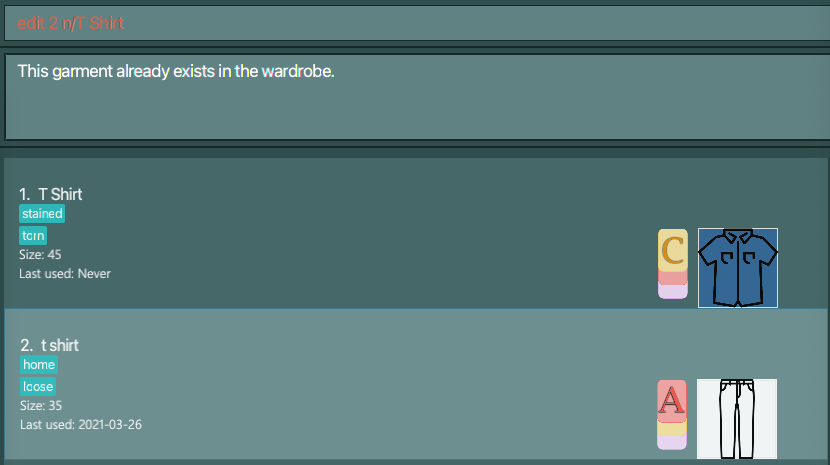 edit 2 n/T Shirt
This garment already exists in the wardrobe.
1. T Shirt
stained
torn
Size: 45
Last used: Never
C
2. t shirt
home
loose
Size: 35
Last used: 2021-03-26
A